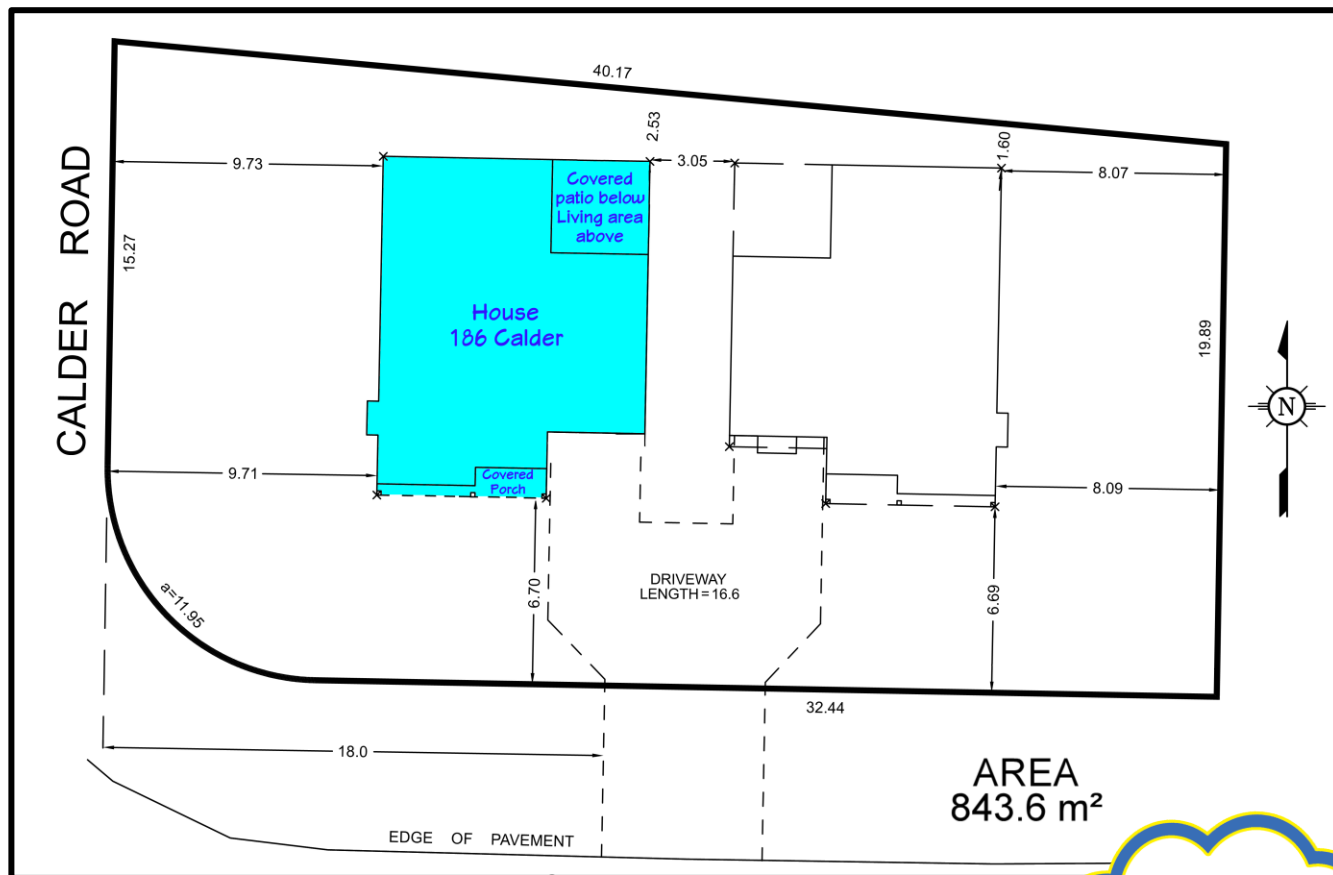 40.17
2.53
1.60
9.73
3.05
8.07
Covered
patio below
Living area
above
CALDER ROAD
15.27
House
186 Calder
19.89
N
9.71
Covered
Porch
8.09
a=11.95
6.70
DRIVEWAY
LENGTH = 16.6
6.69
32.44
18.0
AREA
843.6 m²
EDGE OF PAVEMENT